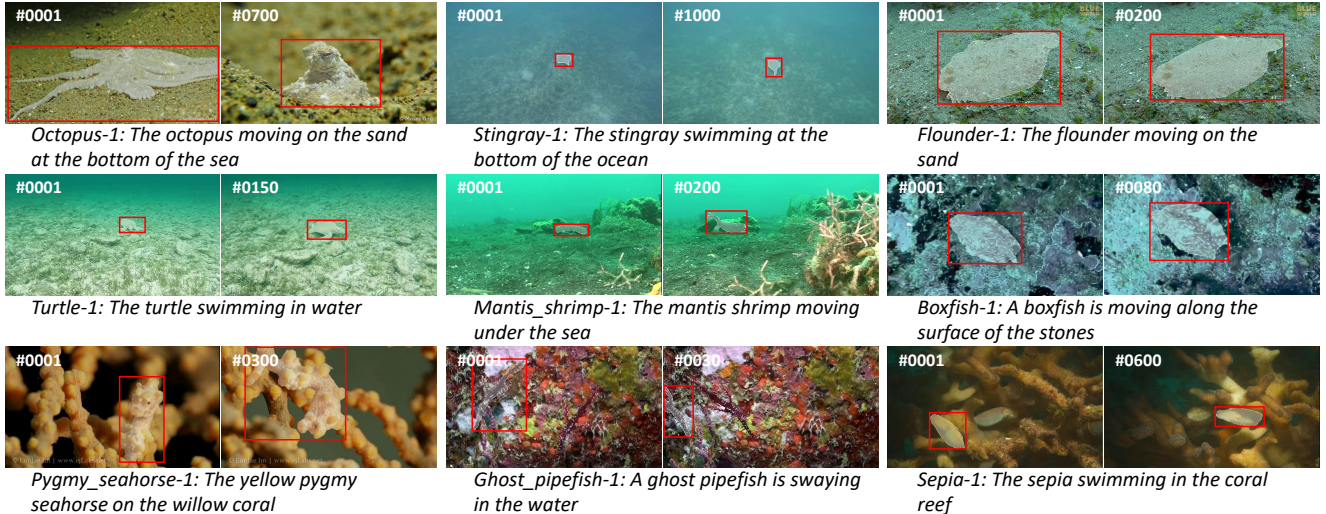 #0001 #0700
Octopus-1: The octopus moving on the sand
at the bottom of the sea
#0001 #1000
Stingray-1: The stingray swimming at the
bottom of the ocean
#0001 #0200
BLUE
Flounder-1: The flounder moving on the
sand
#0001 #0150
Turtle-1: The turtle swimming in water
#0001 #0200
Mantis_shrimp-1: The mantis shrimp moving
under the sea
#0001 #0080
Boxfish-1: A boxfish is moving along the
surface of the stones
#0001 #0300
Pygmy_seahorse-1: The yellow pygmy
seahorse on the willow coral
#0001 #0030
Ghost_pipefish-1: A ghost pipefish is swaying
in the water
#0001 #0600
Sepia-1: The sepia swimming in the coral
reef